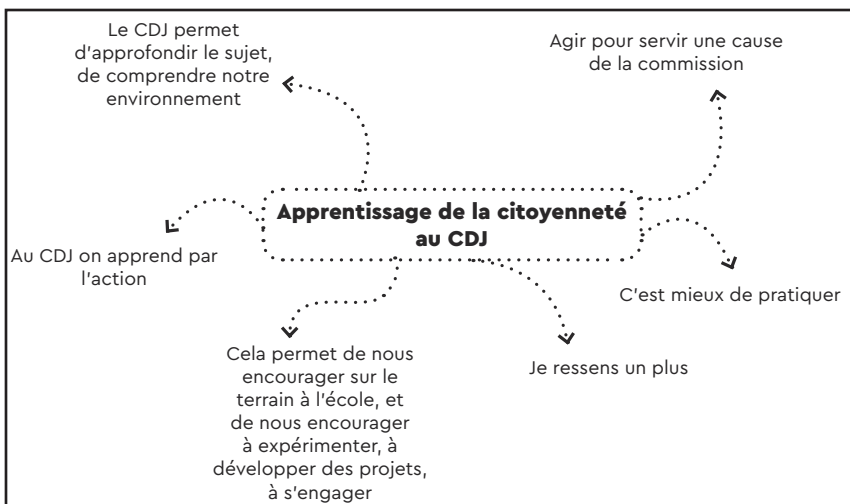 Le CDJ permet
d'approfondir le sujet,
de comprendre notre
environnement
Agir pour servir une cause
de la commission
Apprentissage de la citoyenneté
au CDJ
Au CDJ on apprend par
l'action
C'est mieux de pratiquer
Cela permet de nous
encourager sur le
terrain à l'école, et
de nous encourager
à expérimenter, à
développer des projets,
à s'engager
Je ressens un plus